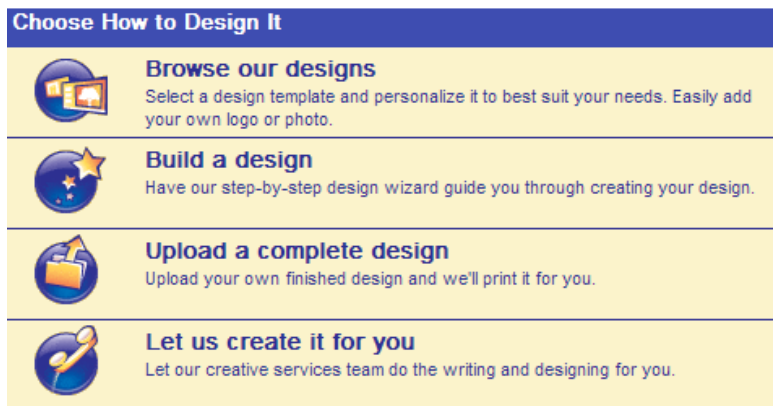 Choose How to Design It
Browse our designs
Select a design template and personalize it to best suit your needs. Easily add
your own logo or photo.
Build a design
Have our step-by-step design wizard guide you through creating your design.
Upload a complete design
Upload your own finished design and we'll print it for you.
Let us create it for you
Let our creative services team do the writing and designing for you.